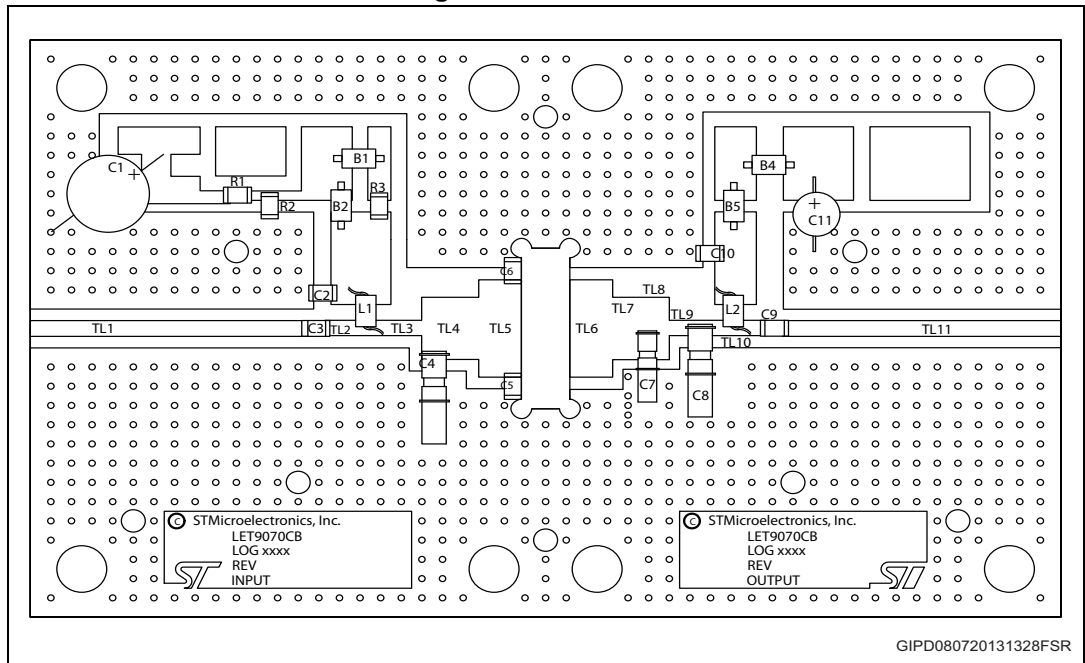 C1
R1
R2
B1
B2
R3
C2
L1
TL1
C3
TL2
TL3
TL4
TL5
C6
C4
C5
TL6
TL7
TL8
TL9
TL10
TL11
C7
C8
C9
L2
C10
B5
B4
C11
© STMicroelectronics, Inc.
LET9070CB
LOG xxxx
REV
INPUT
ST
© STMicroelectronics, Inc.
LET9070CB
LOG xxxx
REV
OUTPUT
ST
GIPD080720131328FSR